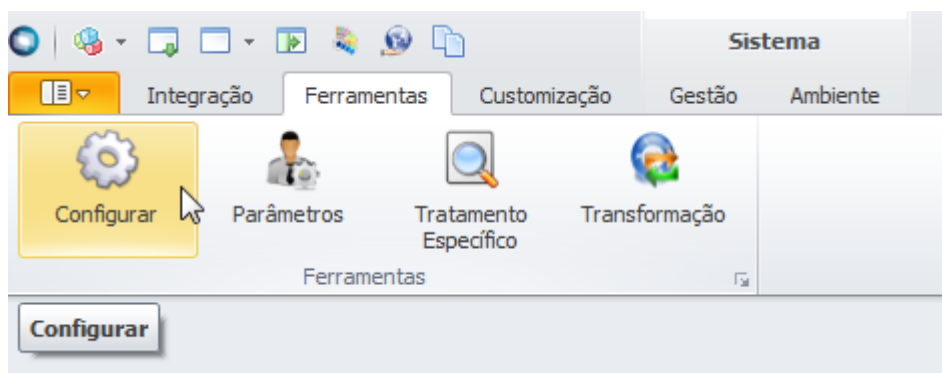 Sistema
Integração Ferramentas Customização Gestão Ambiente
Configurar Parâmetros Tratamento Específico Transformação
Ferramentas
Configurar